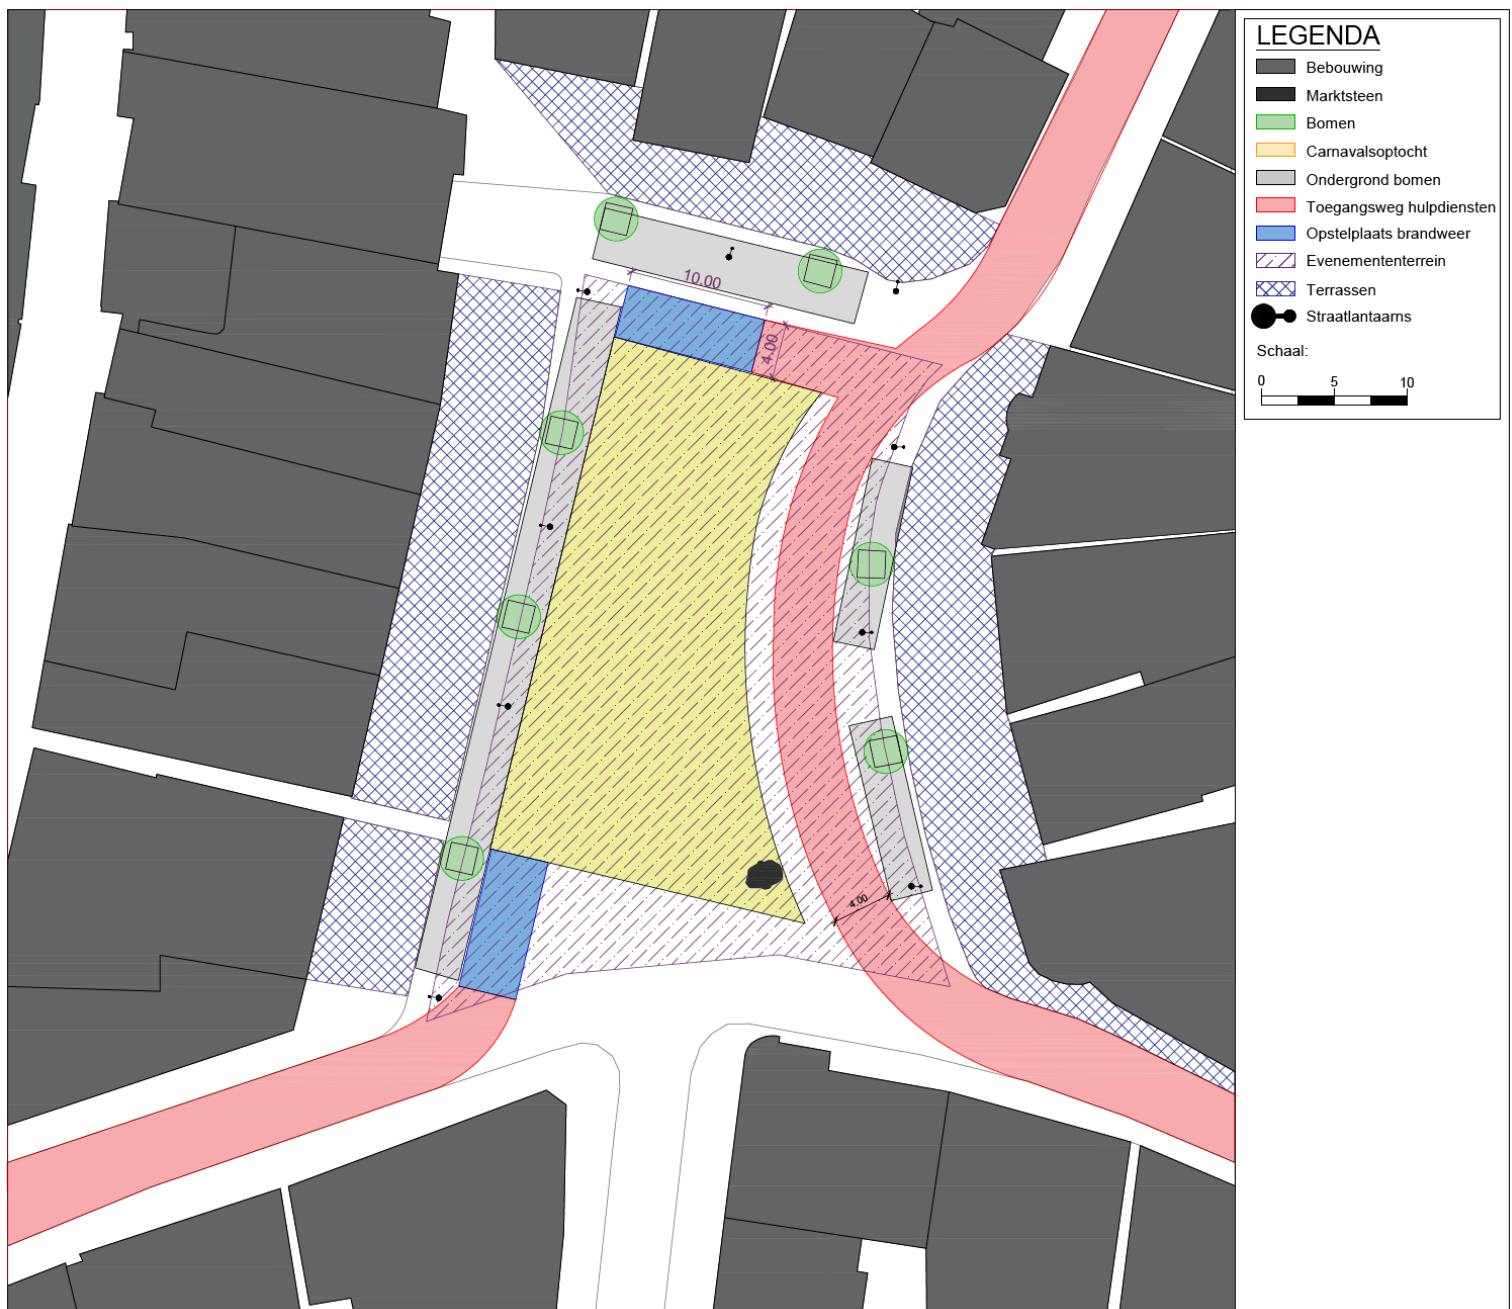 LEGENDA
Bebouwing
Marktsteen
Bomen
Carnavalsoptocht
Ondergrond bomen
Toegangsweg hulpdiensten
Opstelplaats brandweer
Evenemententerrein
Terrassen
Straatlantaarns
Schaal:
0 5 10
10.00
4.00
4.00